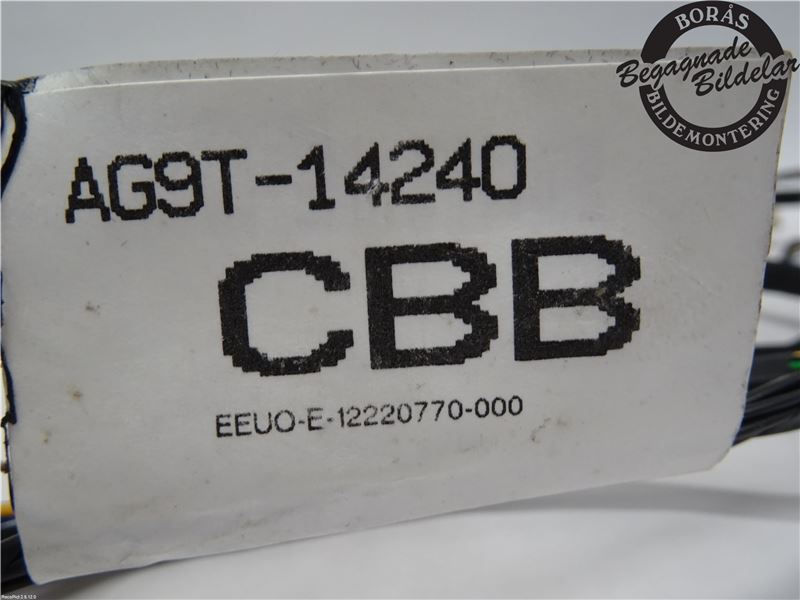 BORÅS
Begagnade
Bildelar
BILDEMONTERING
AG9T-14240
CBB
EEUO-E-12220770-000